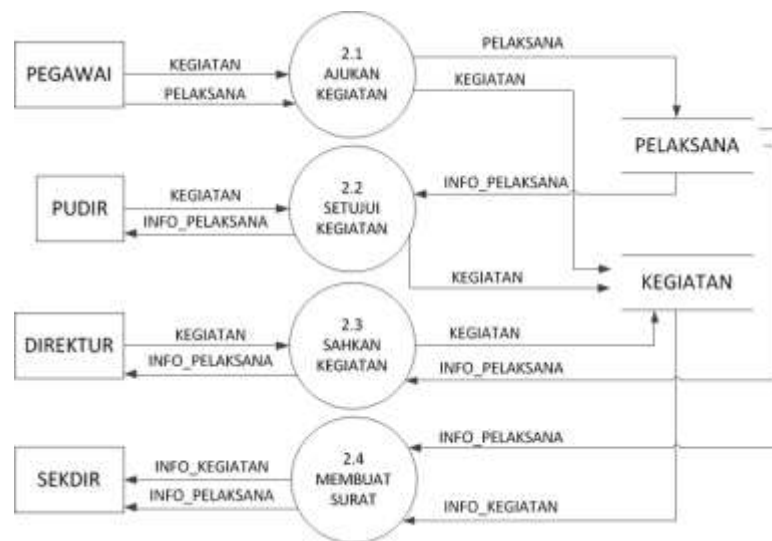 PEGAWAI
KEGIATAN
PELAKSANA
2.1
AJUKAN
KEGIATAN
PELAKSANA
KEGIATAN
PELAKSANA
PUDIR
KEGIATAN
INFO_PELAKSANA
2.2
SETUJUI
KEGIATAN
INFO_PELAKSANA
KEGIATAN
KEGIATAN
DIREKTUR
KEGIATAN
INFO_PELAKSANA
2.3
SAHKAN
KEGIATAN
KEGIATAN
INFO_PELAKSANA
SEKDIR
INFO_KEGIATAN
INFO_PELAKSANA
2.4
MEMBUAT
SURAT
INFO_PELAKSANA
INFO_KEGIATAN